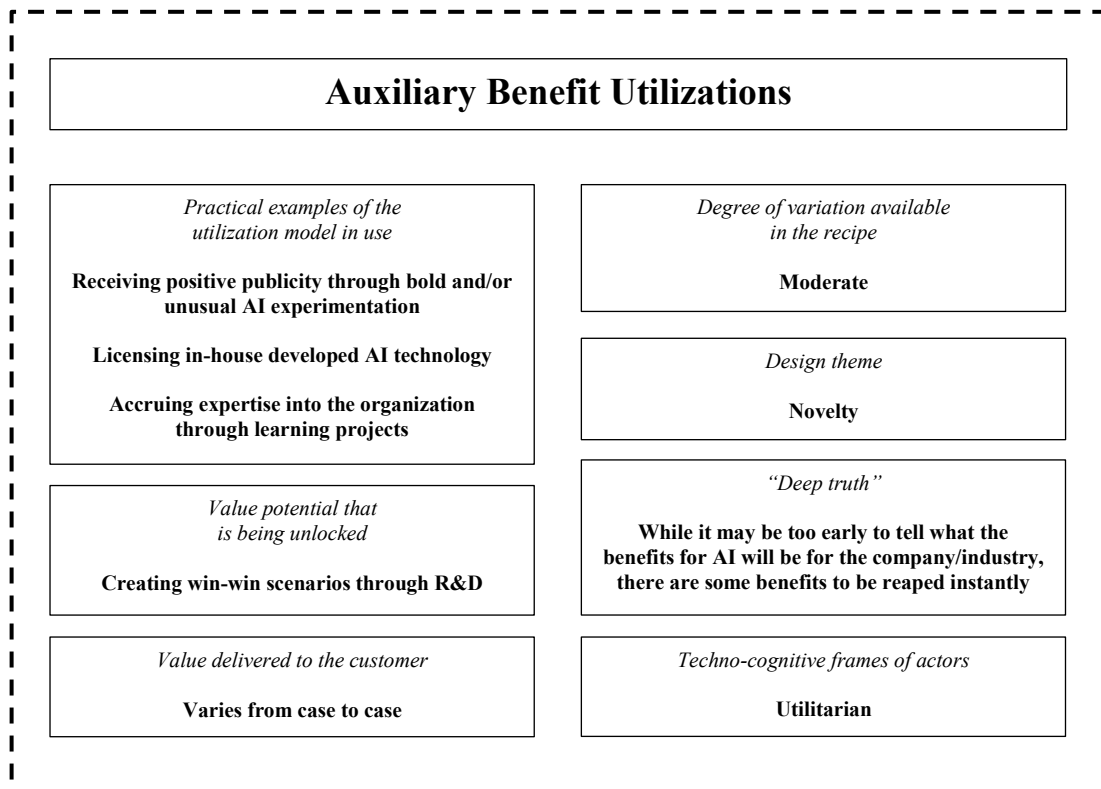 Auxiliary Benefit Utilizations
Practical examples of the
utilization model in use
Receiving positive publicity through bold and/or
unusual AI experimentation
Licensing in-house developed AI technology
Accruing expertise into the organization
through learning projects
Value potential that
is being unlocked
Creating win-win scenarios through R&D
Value delivered to the customer
Varies from case to case
Degree of variation available
in the recipe
Moderate
Design theme
Novelty
“Deep truth”
While it may be too early to tell what the
benefits for AI will be for the company/industry,
there are some benefits to be reaped instantly
Techno-cognitive frames of actors
Utilitarian